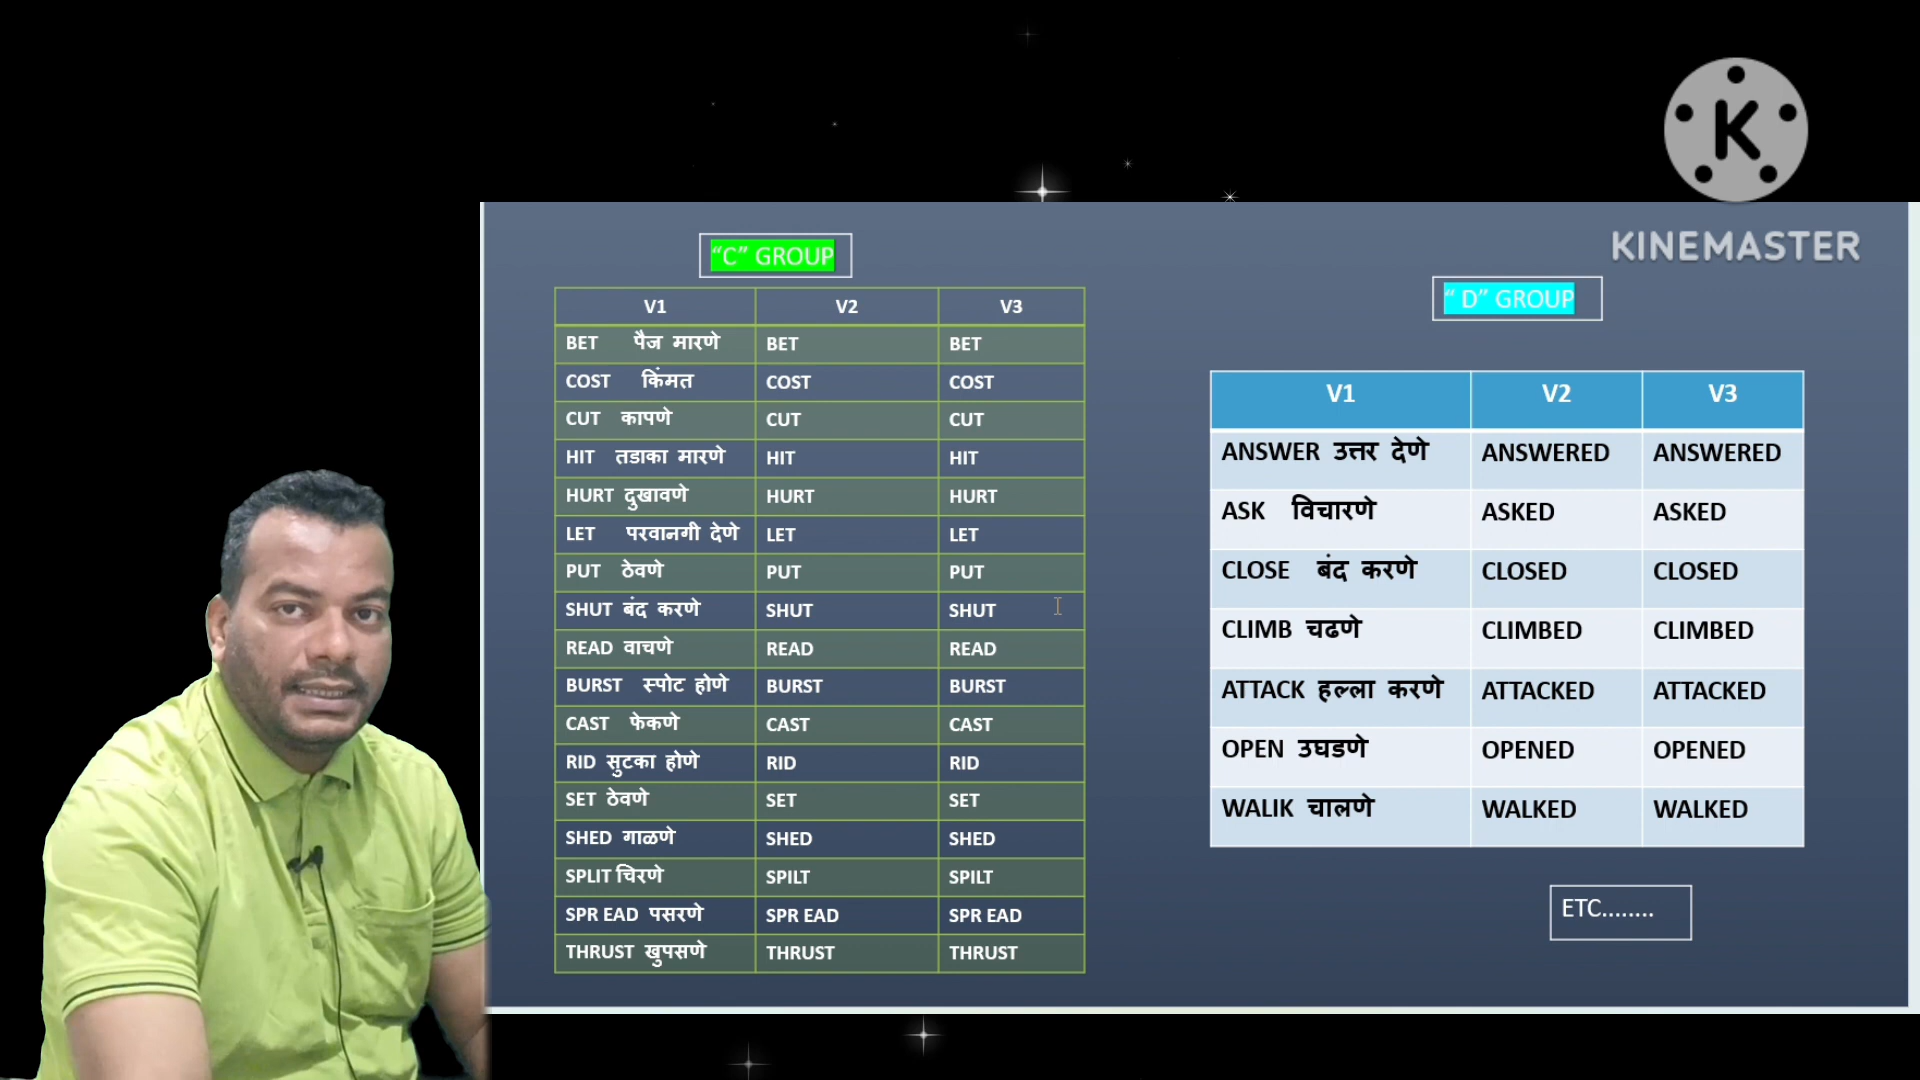 K
KINEMASTER
"C" GROUP
V1 V2 V3
BET पैज मारणे BET BET
COST किंमत COST COST
CUT कापणे CUT CUT
HIT तडाका मारणे HIT HIT
HURT दुखावणे HURT HURT
LET परवानगी देणे LET LET
PUT ठेवणे PUT PUT
SHUT बंद करणे SHUT SHUT
READ वाचणे READ READ
BURST स्पोट होणे BURST BURST
CAST फेकणे CAST CAST
RID सुटका होणे RID RID
SET ठेवणे SET SET
SHED गाळणे SHED SHED
SPLIT चिरणे SPILT SPILT
SPR EAD पसरणे SPR EAD SPR EAD
THRUST खुपसणे THRUST THRUST
" D" GROUP
V1 V2 V3
ANSWER उत्तर देणे ANSWERED ANSWERED
ASK विचारणे ASKED ASKED
CLOSE बंद करणे CLOSED CLOSED
CLIMB चढणे CLIMBED CLIMBED
ATTACK हल्ला करणे ATTACKED ATTACKED
OPEN उघडणे OPENED OPENED
WALIK चालणे WALKED WALKED
ETC........